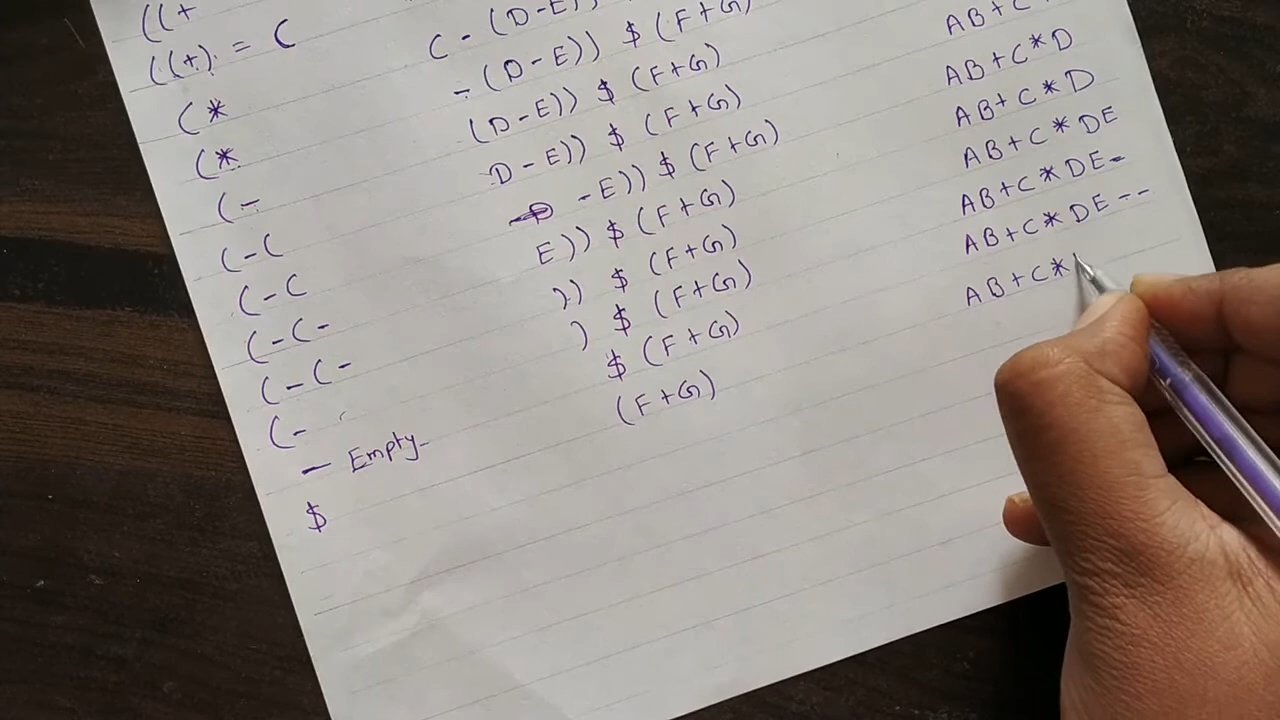 ((+ C - (D-E)) $ (F+G) AB+C
((+) = ( - (D-E)) $ (F+G) AB+C*D
(* (D-E)) $ (F+G) AB+C*D
(* D-E)) $ (F+G) AB+C*DE
(- -E)) $ (F+G) AB+C*DE-
(-( E)) $ (F+G) AB+C*DE--
(-( )) $ (F+G) AB+C*
(-(- ) $ (F+G)
(-(- $ (F+G)
(- (F+G)
- Empty-
$